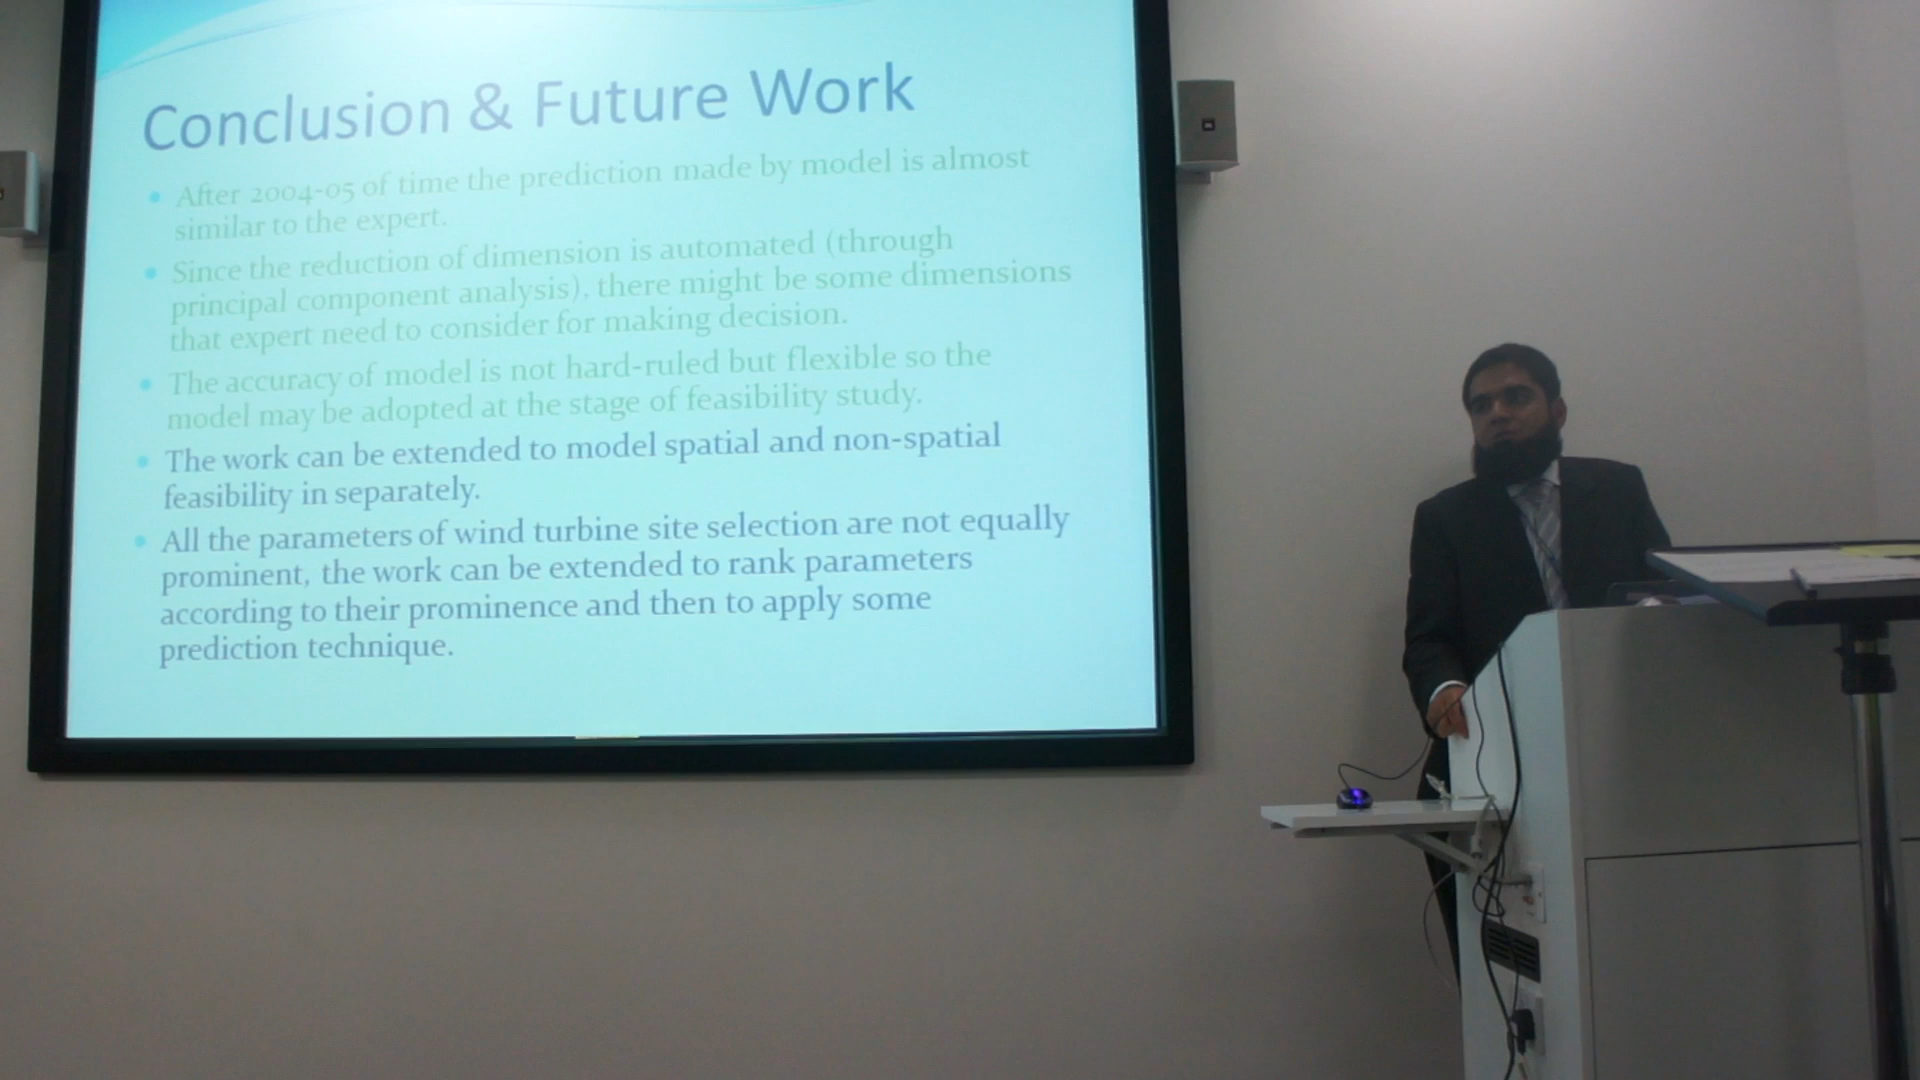 Conclusion & Future Work
• After 2004-05 of time the prediction made by model is almost
similar to the expert.
• Since the reduction of dimension is automated (through
principal component analysis), there might be some dimensions
that expert need to consider for making decision.
• The accuracy of model is not hard-ruled but flexible so the
model may be adopted at the stage of feasibility study.
• The work can be extended to model spatial and non-spatial
feasibility in separately.
• All the parameters of wind turbine site selection are not equally
prominent, the work can be extended to rank parameters
according to their prominence and then to apply some
prediction technique.